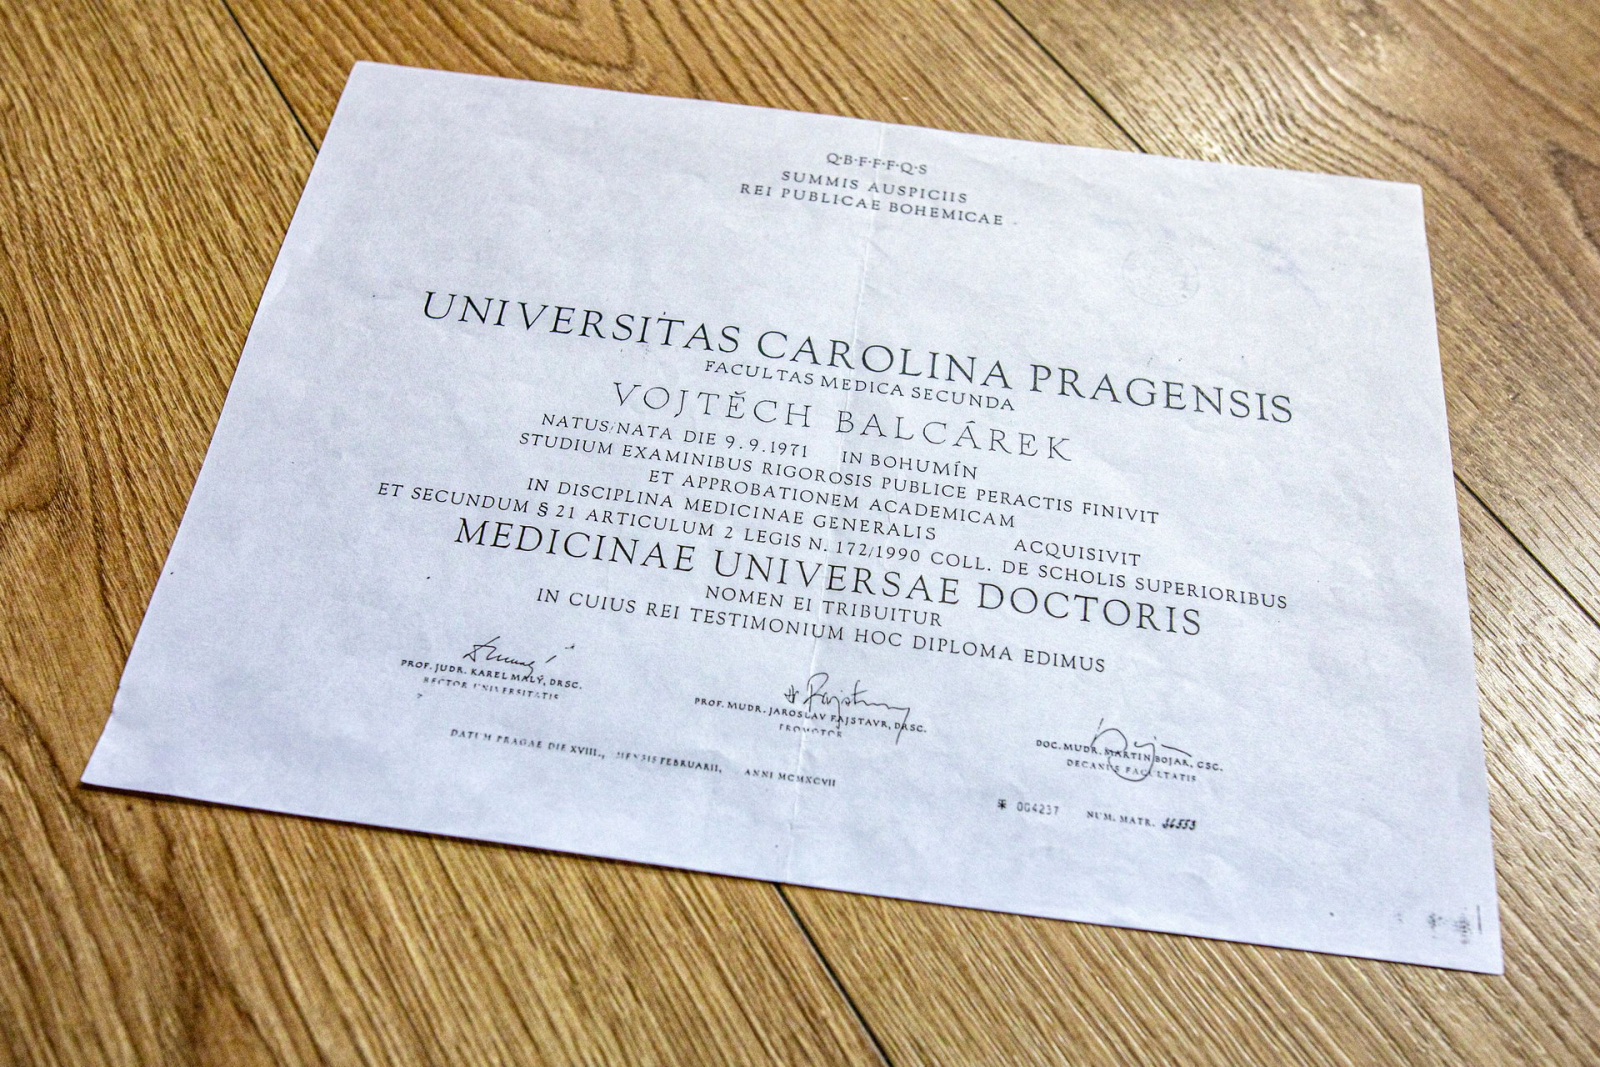 Q·B·F·F·F·Q·S
SUMMIS AUSPICIIS
REI PUBLICAE BOHEMICAE
UNIVERSITAS CAROLINA PRAGENSIS
FACULTAS MEDICA SECUNDA
VOJTĚCH BALCÁREK
NATUS/NATA DIE 9.9.1971 IN BOHUMÍN
STUDIUM EXAMINIBUS RIGOROSIS PUBLICE PERACTIS FINIVIT
ET APPROBATIONEM ACADEMICAM
IN DISCIPLINA MEDICINAE GENERALIS ACQUISIVIT
ET SECUNDUM § 21 ARTICULUM 2 LEGIS N. 172/1990 COLL. DE SCHOLIS SUPERIORIBUS
MEDICINAE UNIVERSAE DOCTORIS
NOMEN EI TRIBUITUR
IN CUIUS REI TESTIMONIUM HOC DIPLOMA EDIMUS
PROF. JUDR. KAREL MALÝ, DRSC.
RECTOR UNIVERSITATIS
PROF. MUDR. JAROSLAV FAJSTAVR, DRSC.
PROMOTOR
DOC. MUDR. MARTIN BOJAR, CSC.
DECANUS FACULTATIS
DATUM PRAGAE DIE XVIII., MENSIS FEBRUARII, ANNI MCMXCVII
* 004237 NUM. MATR.